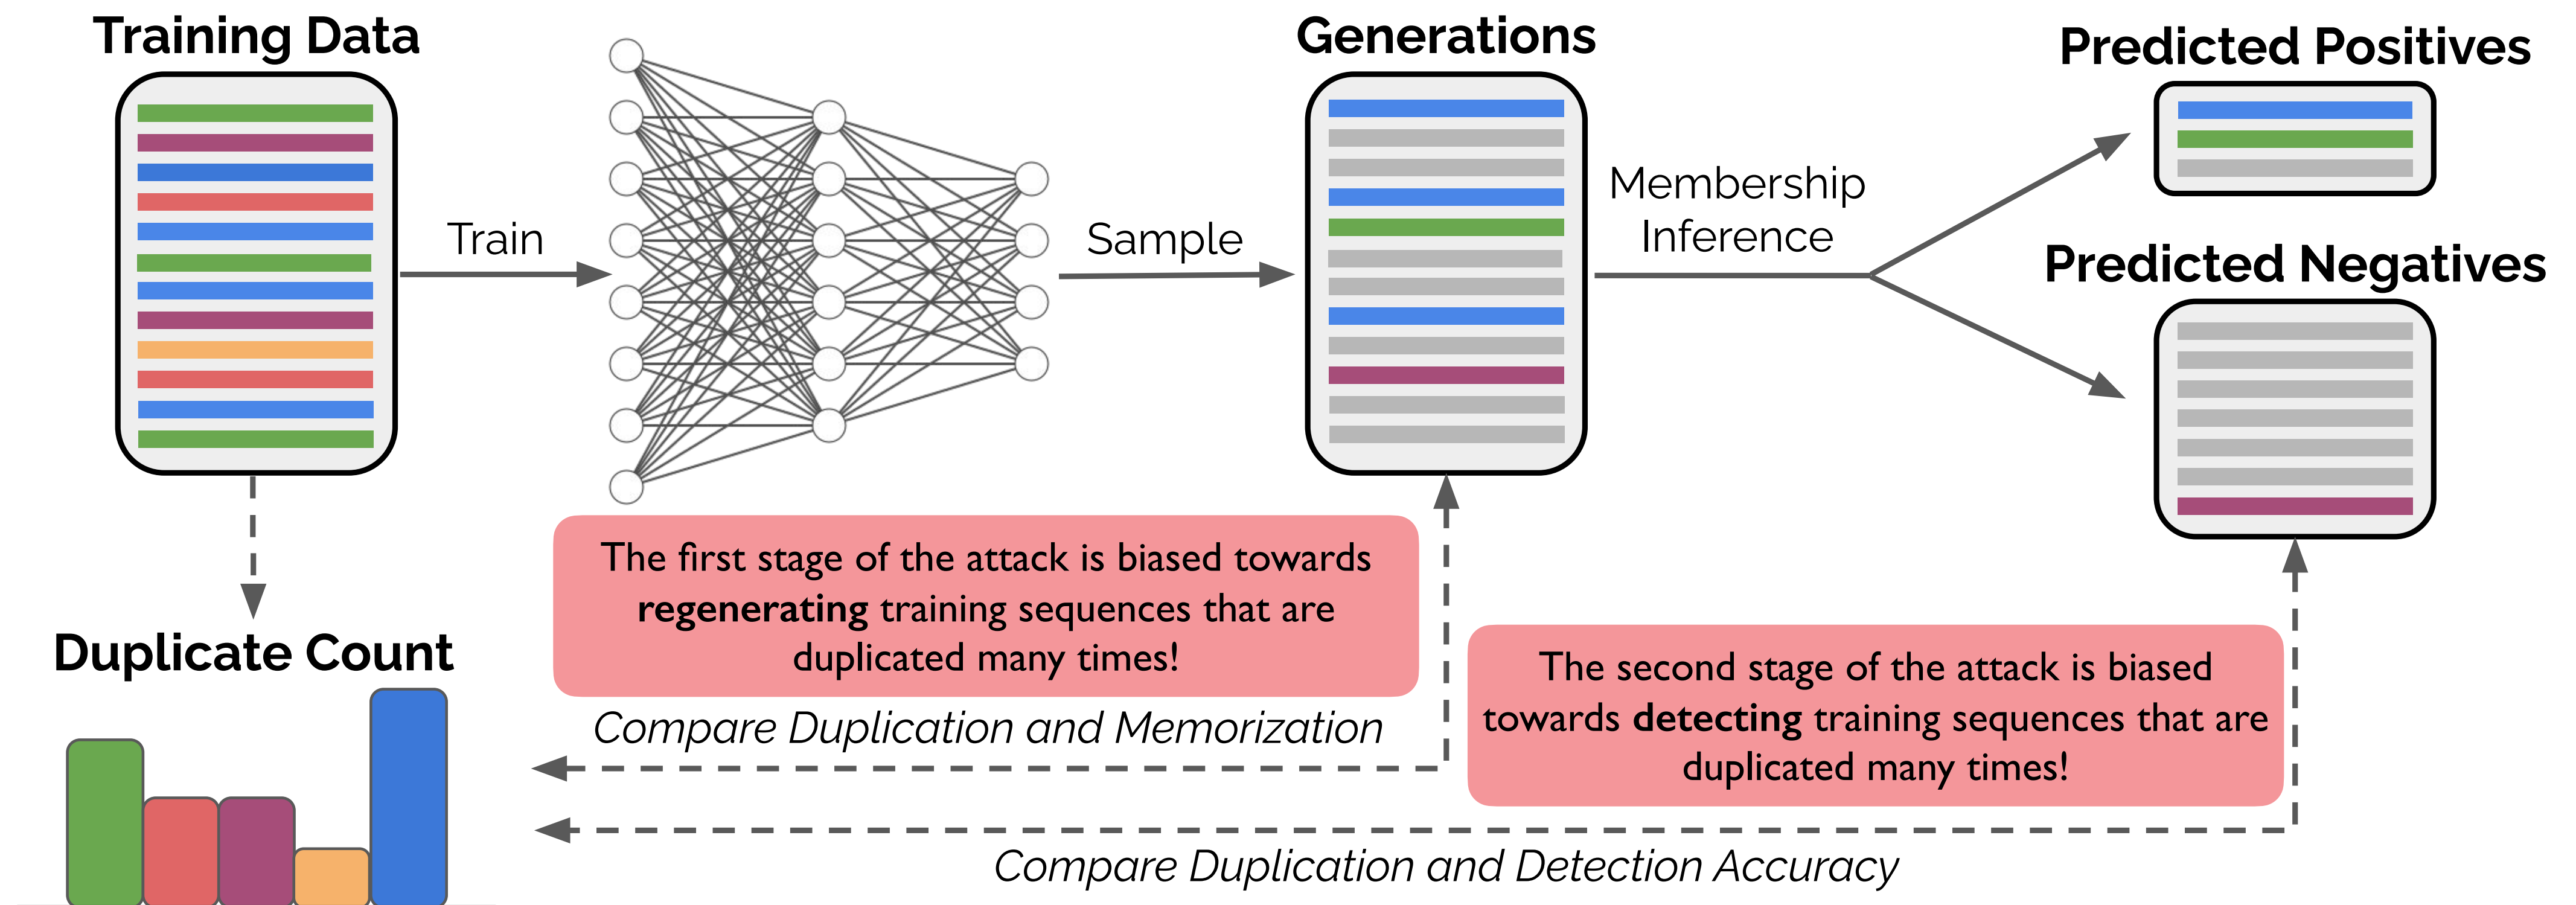 Training Data
Train
Sample
Generations
Membership
Inference
Predicted Positives
Predicted Negatives
Duplicate Count
The first stage of the attack is biased towards
regenerating training sequences that are
duplicated many times!
Compare Duplication and Memorization
The second stage of the attack is biased
towards detecting training sequences that are
duplicated many times!
Compare Duplication and Detection Accuracy